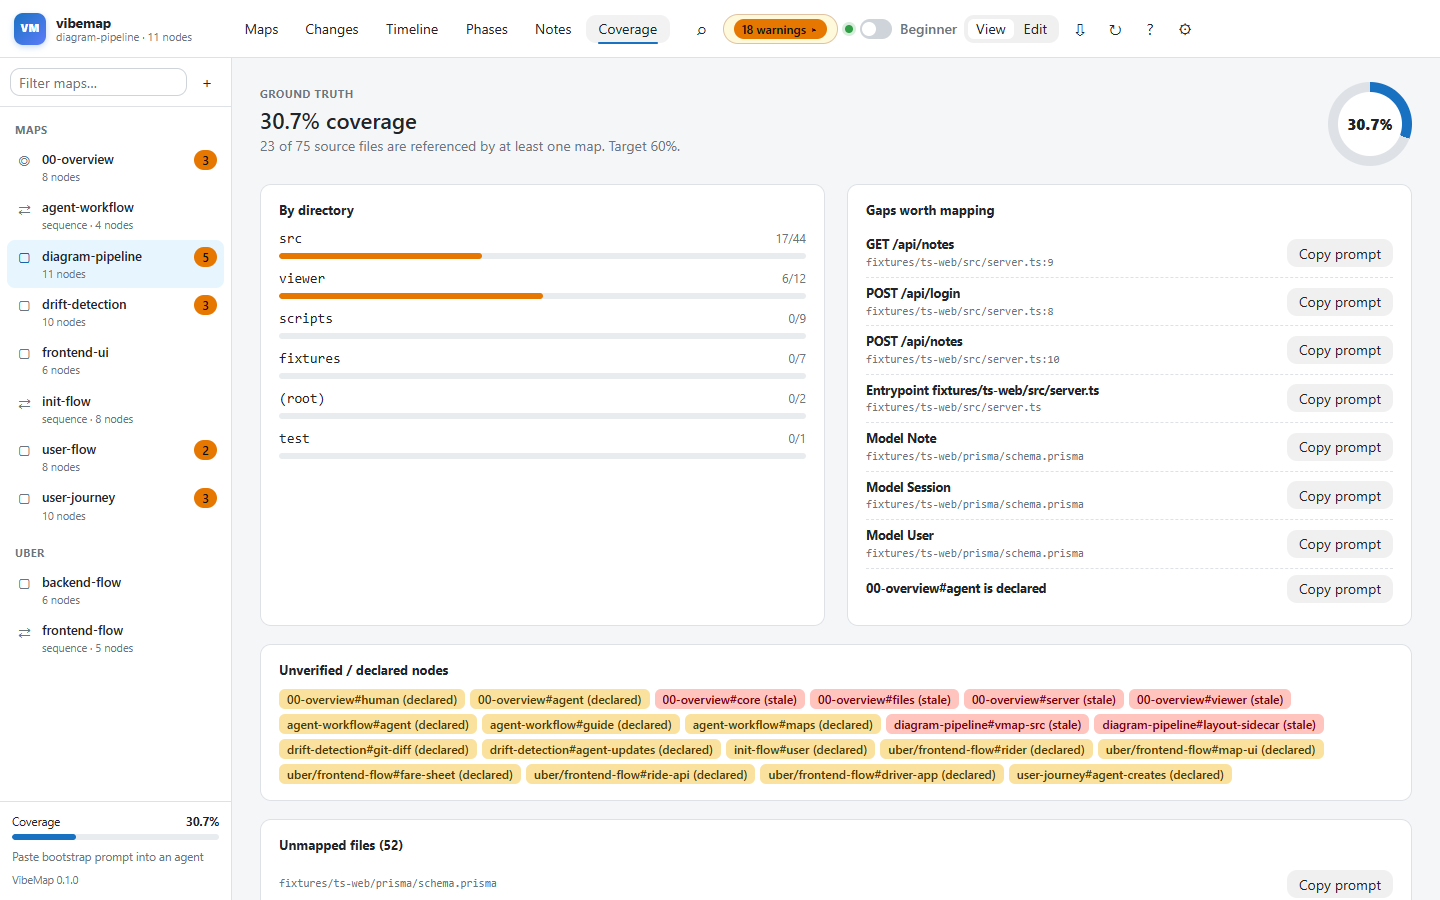 VM
vibemap
diagram-pipeline · 11 nodes
Maps
Changes
Timeline
Phases
Notes
Coverage
18 warnings
Beginner
View
Edit
?
Filter maps...
+
MAPS
00-overview
3
8 nodes
agent-workflow
sequence · 4 nodes
diagram-pipeline
5
11 nodes
drift-detection
3
10 nodes
frontend-ui
6 nodes
init-flow
sequence · 8 nodes
user-flow
2
8 nodes
user-journey
3
10 nodes
UBER
backend-flow
6 nodes
frontend-flow
sequence · 5 nodes
Coverage 30.7%
Paste bootstrap prompt into an agent
VibeMap 0.1.0
GROUND TRUTH
30.7% coverage
23 of 75 source files are referenced by at least one map. Target 60%.
30.7%
By directory
src 17/44
viewer 6/12
scripts 0/9
fixtures 0/7
(root) 0/2
test 0/1
Gaps worth mapping
GET /api/notes
fixtures/ts-web/src/server.ts:9
Copy prompt
POST /api/login
fixtures/ts-web/src/server.ts:8
Copy prompt
POST /api/notes
fixtures/ts-web/src/server.ts:10
Copy prompt
Entrypoint fixtures/ts-web/src/server.ts
fixtures/ts-web/src/server.ts
Copy prompt
Model Note
fixtures/ts-web/prisma/schema.prisma
Copy prompt
Model Session
fixtures/ts-web/prisma/schema.prisma
Copy prompt
Model User
fixtures/ts-web/prisma/schema.prisma
Copy prompt
00-overview#agent is declared
Copy prompt
Unverified / declared nodes
00-overview#human (declared) 00-overview#agent (declared) 00-overview#core (stale) 00-overview#files (stale) 00-overview#server (stale) 00-overview#viewer (stale)
agent-workflow#agent (declared) agent-workflow#guide (declared) agent-workflow#maps (declared) diagram-pipeline#vmap-src (stale) diagram-pipeline#layout-sidecar (stale)
drift-detection#git-diff (declared) drift-detection#agent-updates (declared) init-flow#user (declared) uber/frontend-flow#rider (declared) uber/frontend-flow#map-ui (declared)
uber/frontend-flow#fare-sheet (declared) uber/frontend-flow#ride-api (declared) uber/frontend-flow#driver-app (declared) user-journey#agent-creates (declared)
Unmapped files (52)
fixtures/ts-web/prisma/schema.prisma
Copy prompt